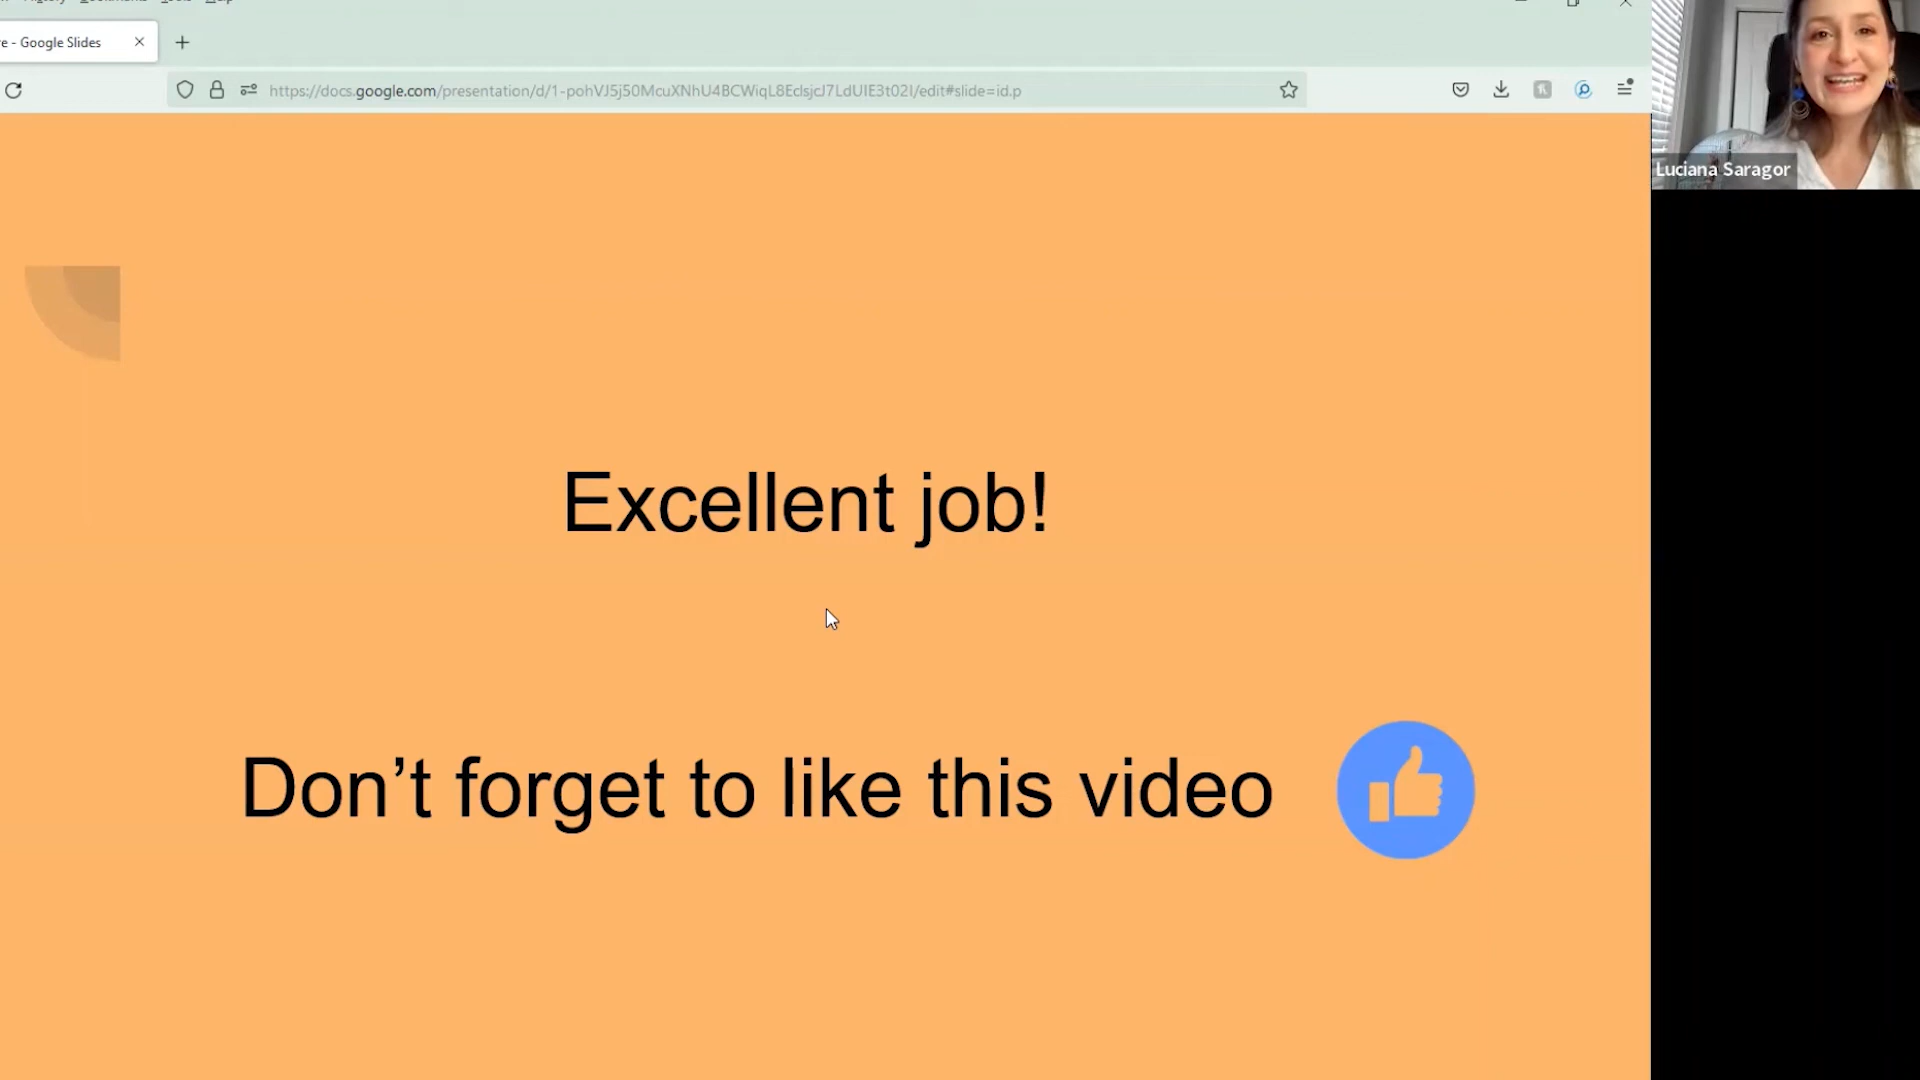 e - Google Slides
https://docs.google.com/presentation/d/1-pohVJ5j50McuXNhU4BCWiqL8EclsjcJ7LdUIE3t02I/edit#slide=id.p
Luciana Saragor
Excellent job!
Don’t forget to like this video